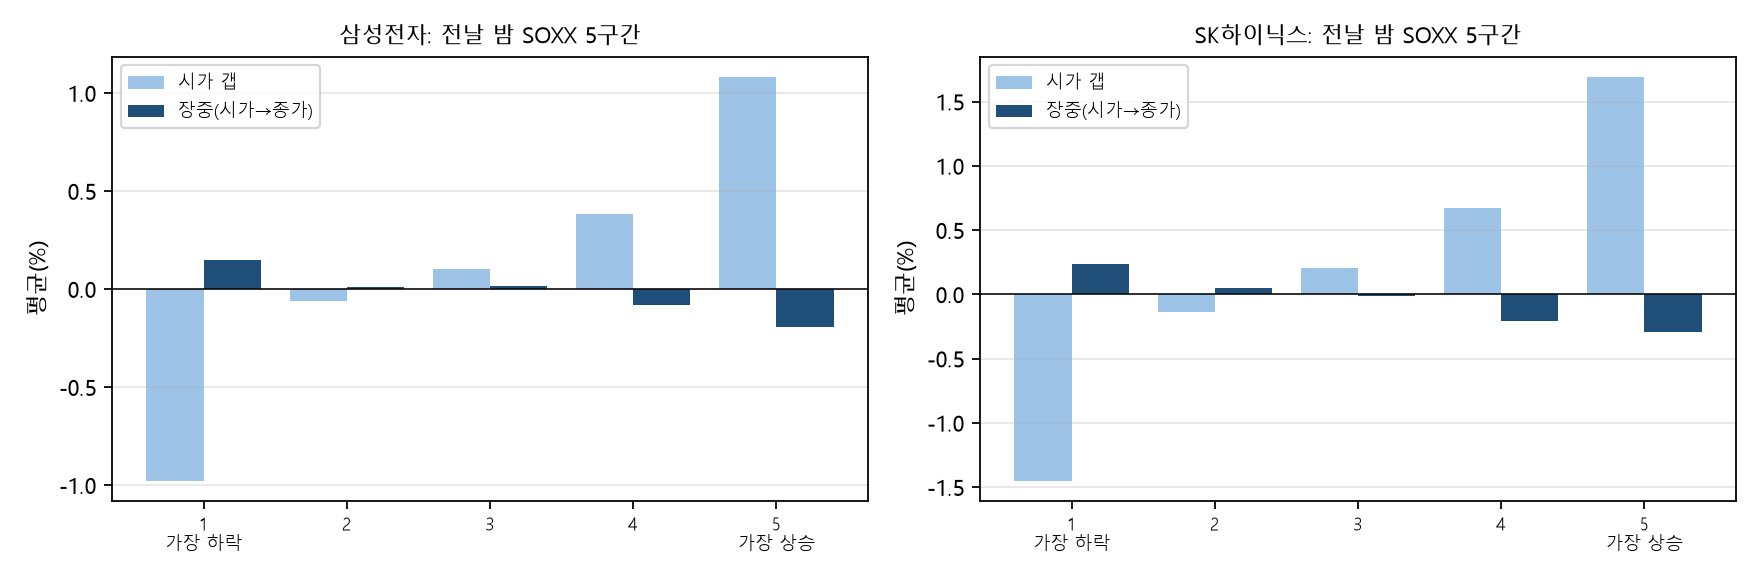 삼성전자: 전날 밤 SOXX 5구간
시가 갭
장중(시가→종가)
평균(%)
1.0
0.5
0.0
-0.5
-1.0
1
가장 하락
2
3
4
5
가장 상승
SK하이닉스: 전날 밤 SOXX 5구간
시가 갭
장중(시가→종가)
평균(%)
1.5
1.0
0.5
0.0
-0.5
-1.0
-1.5
1
가장 하락
2
3
4
5
가장 상승